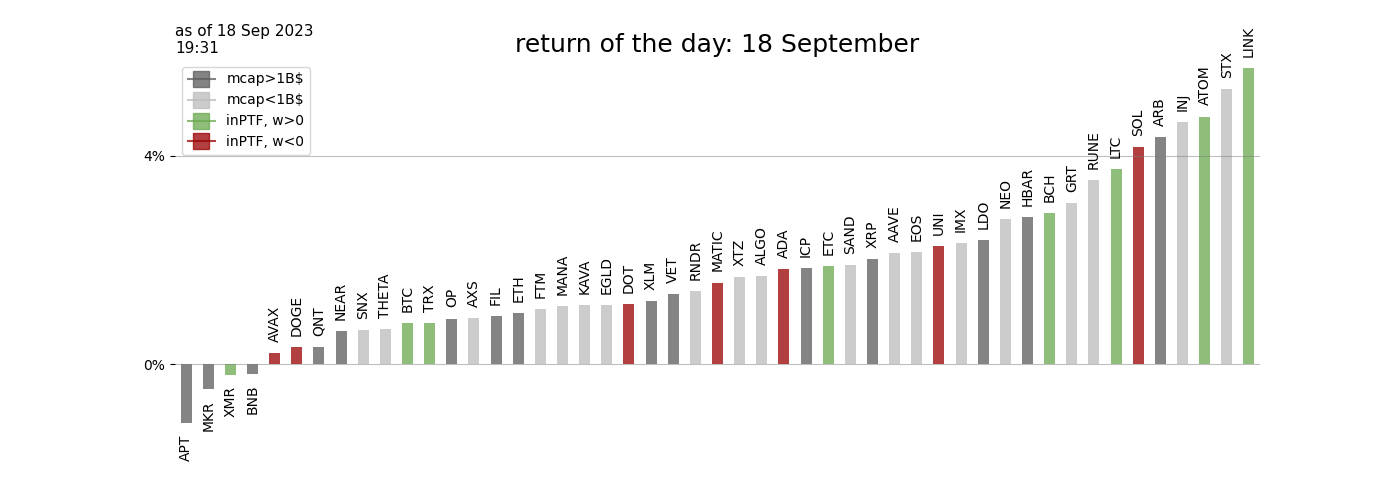 as of 18 Sep 2023
19:31
return of the day: 18 September
mcap>1B$
mcap<1B$
inPTF, w>0
inPTF, w<0
4%
0%
APT
MKR
XMR
BNB
AVAX
DOGE
QNT
NEAR
SNX
THETA
BTC
TRX
OP
AXS
FIL
ETH
FTM
MANA
KAVA
EGLD
DOT
XLM
VET
RNDR
MATIC
XTZ
ALGO
ADA
ICP
ETC
SAND
XRP
AAVE
EOS
UNI
IMX
LDO
NEO
HBAR
BCH
GRT
RUNE
LTC
SOL
ARB
INJ
ATOM
STX
LINK